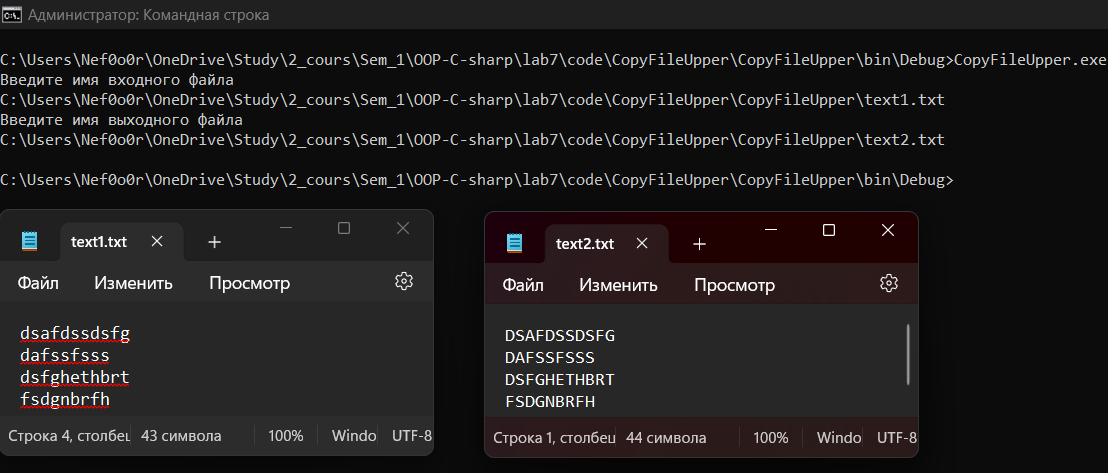 Администратор: Командная строка
C:\Users\Nef0o0r\OneDrive\Study\2_cours\Sem_1\OOP-C-sharp\lab7\code\CopyFileUpper\CopyFileUpper\bin\Debug>CopyFileUpper.exe
Введите имя входного файла
C:\Users\Nef0o0r\OneDrive\Study\2_cours\Sem_1\OOP-C-sharp\lab7\code\CopyFileUpper\CopyFileUpper\text1.txt
Введите имя выходного файла
C:\Users\Nef0o0r\OneDrive\Study\2_cours\Sem_1\OOP-C-sharp\lab7\code\CopyFileUpper\CopyFileUpper\text2.txt
C:\Users\Nef0o0r\OneDrive\Study\2_cours\Sem_1\OOP-C-sharp\lab7\code\CopyFileUpper\CopyFileUpper\bin\Debug>
text1.txt
Файл Изменить Просмотр
dsafdssdsfg
dafssfsss
dsfghethbrt
fsdgnbrfh
Строка 4, столбец 43 символа 100% Windo UTF-8
text2.txt
Файл Изменить Просмотр
DSAFDSSDSFG
DAFSSFSSS
DSFGHETHBRT
FSDGNBRFH
Строка 1, столбец 44 символа 100% Windo UTF-8